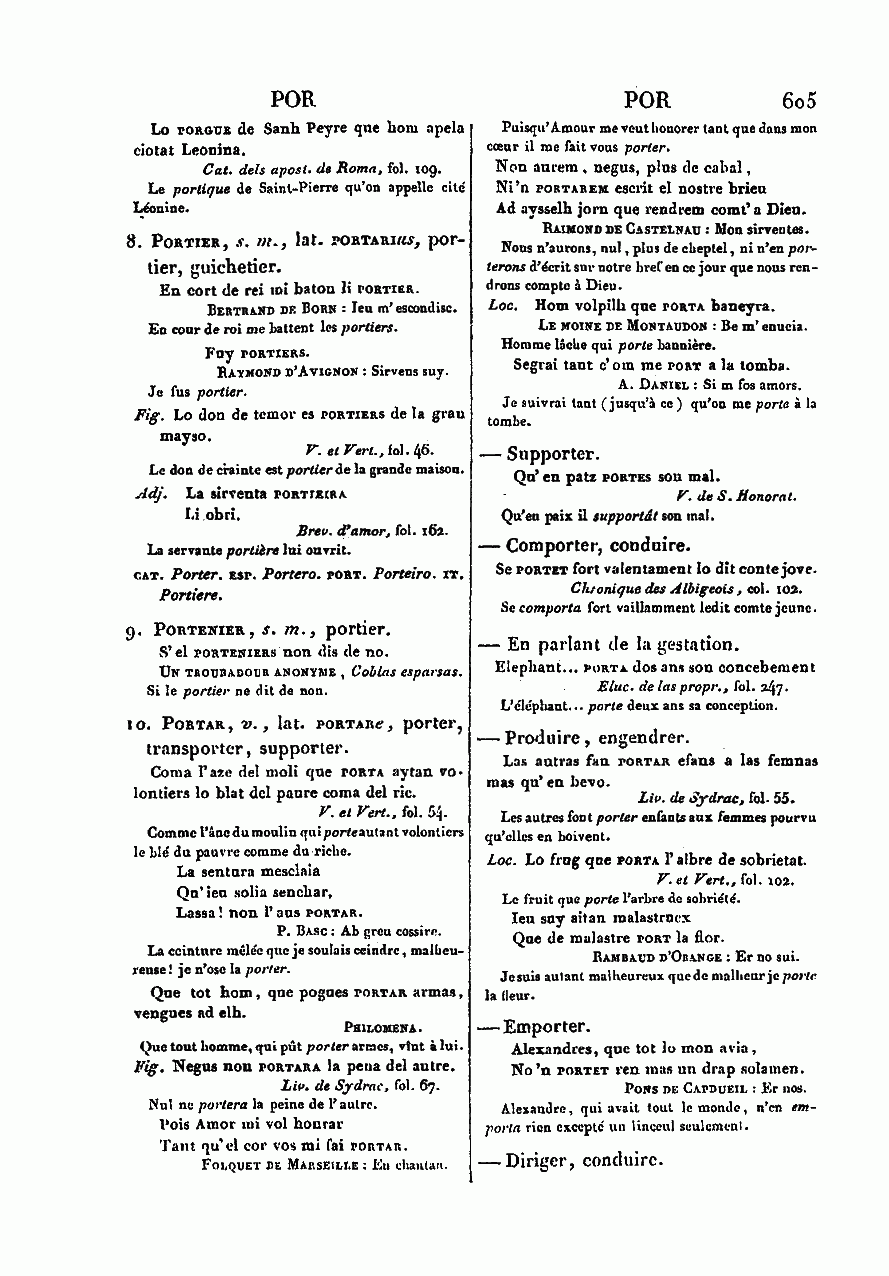 POR
POR 605
Lo PORGUE de Sanh Peyre que hom apela
ciotat Leonina.
Cat. dels apost. de Roma, fol. 109.
Le portique de Saint-Pierre qu'on appelle cité
Léonine.
8. PORTIER, s. m., lat. PORTARIus, por-
tier, guichetier.
En cort de rei mi baton li PORTIER.
BERTRAND DE BORN : Ieu m'escondisc.
En cour de roi me battent les portiers.
Fuy PORTIERS.
RAYMOND D'AVIGNON : Sirvens suy.
Je fus portier.
Fig. Lo don de temor es PORTIERS de la gran
mayso.
V. et Vert., fol. 46.
Le don de crainte est portier de la grande maison.
Adj. La sirventa PORTIEIRA
Li obri.
Brev. d'amor, fol. 162.
La servante portière lui ouvrit.
CAT. Porter. ESP. Portero. PORT. Porteiro. IT.
Portiere.
9. PORTENIER, s. m., portier.
S'el PORTENIERS non dis de no.
UN TROUBADOUR ANONYME, Coblas esparsas.
Si le portier ne dit de non.
10. PORTAR, v., lat. PORTARe, porter,
transporter, supporter.
Coma l'aze del moli que PORTA aytan vo-
lontiers lo blat del paure coma del ric.
V. et Vert., fol. 54.
Comme l'âne du moulin qui porte autant volontiers
le blé du pauvre comme du riche.
La sentura mesclaia
Qu'ieu solia senchar,
Lassa! non l'aus PORTAR.
P. BASC : Ab greu cossire.
La ceinture mêlée que je soulais ceindre, malheu-
reuse! je n'ose la porter.
Que tot hom, que pogues PORTAR armas,
vengues ad elh.
PHILOMENA.
Que tout homme, qui pût porter armes, vînt à lui.
Fig. Negus non PORTARA la pena del autre.
Liv. de Sydrac, fol. 67.
Nul ne portera la peine de l'autre.
Pois Amor mi vol honrar
Tant qu'el cor vos mi fai PORTAR.
FOLQUET DE MARSEILLE : En chantan.
Puisqu'Amour me veut honorer tant que dans mon
cœur il me fait vous porter.
Non aurem, negus, plus de cabal,
Ni'n PORTAREM escrit el nostre brieu
Ad aysselh jorn que rendrem comt'a Dieu.
RAIMOND DE CASTELNAU : Mon sirventes.
Nous n'aurons, nul, plus de cheptel, ni n'en por-
terons d'écrit sur notre bref en ce jour que nous ren-
drons compte à Dieu.
Loc. Hom volpilh que PORTA baneyra.
LE MOINE DE MONTAUDON : Be m'enueia.
Homme lâche qui porte bannière.
Segrai tant c'om me PORT a la tomba.
A. DANIEL : Si m fos amors.
Je suivrai tant (jusqu'à ce) qu'on me porte à la
tombe.
— Supporter.
Qu'en patz PORTES son mal.
V. de S. Honorat.
Qu'en paix il supportât son mal.
— Comporter, conduire.
Se PORTET fort valentament lo dit conte jove.
Chronique des Albigeois, col. 102.
Se comporta fort vaillamment ledit comte jeune.
— En parlant de la gestation.
Elephant... PORTA dos ans son concebement
Eluc. de las propr., fol. 247.
L'éléphant... porte deux ans sa conception.
— Produire, engendrer.
Las autras fan PORTAR efans a las femnas
mas qu'en bevo.
Liv. de Sydrac, fol. 55.
Les autres font porter enfants aux femmes pourvu
qu'elles en boivent.
Loc. Lo frug que PORTA l'albre de sobrietat.
V. et Vert., fol. 102.
Le fruit que porte l'arbre de sobriété.
Ieu suy aitan malastrucx
Que de malastre PORT la flor.
RAMBAUD D'ORANGE : Er no sui.
Je suis autant malheureux que de malheur je porte
la fleur.
— Emporter.
Alexandres, que tot lo mon avia,
No'n PORTET ren mas un drap solamen.
PONS DE CAPDUEIL : Er nos.
Alexandre, qui avait tout le monde, n'en em-
porta rien excepté un linceul seulement.
— Diriger, conduire.